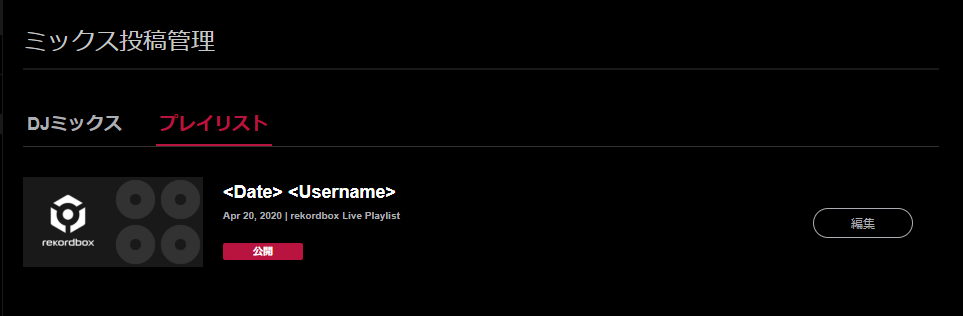 ミックス投稿管理
DJミックス プレイリスト
rekordbox
<Date> <Username>
Apr 20, 2020 | rekordbox Live Playlist
公開
編集